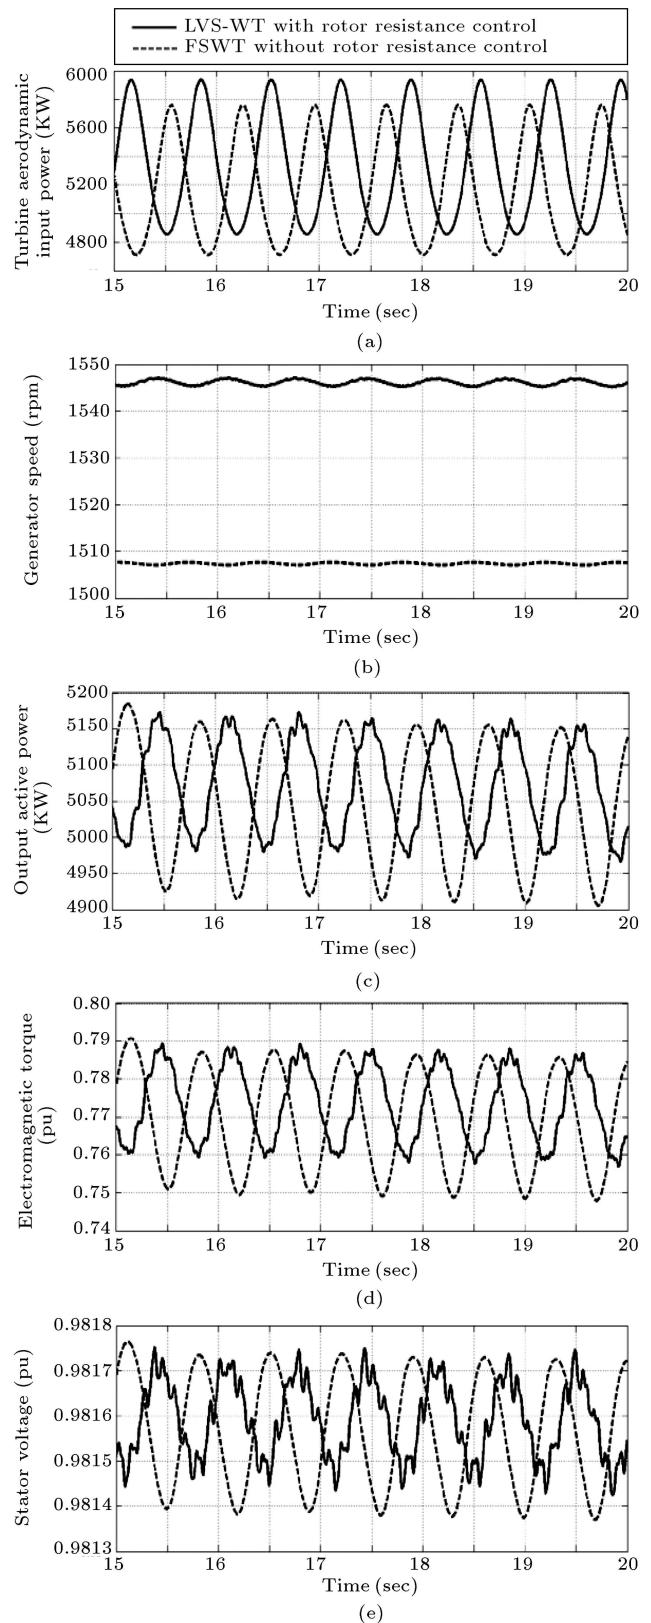 LVS-WT with rotor resistance control
FSWT without rotor resistance control
Turbine aerodynamic
input power (KW)
6000
5600
5200
4800
15 16 17 18 19 20
Time (sec)
(a)
Generator speed (rpm)
1550
1540
1530
1520
1510
1500
15 16 17 18 19 20
Time (sec)
(b)
Output active power
(KW)
5200
5150
5100
5050
5000
4950
4900
15 16 17 18 19 20
Time (sec)
(c)
Electromagnetic torque
(pu)
0.80
0.79
0.78
0.77
0.76
0.75
0.74
15 16 17 18 19 20
Time (sec)
(d)
Stator voltage (pu)
0.9818
0.9817
0.9816
0.9815
0.9814
0.9813
15 16 17 18 19 20
Time (sec)
(e)